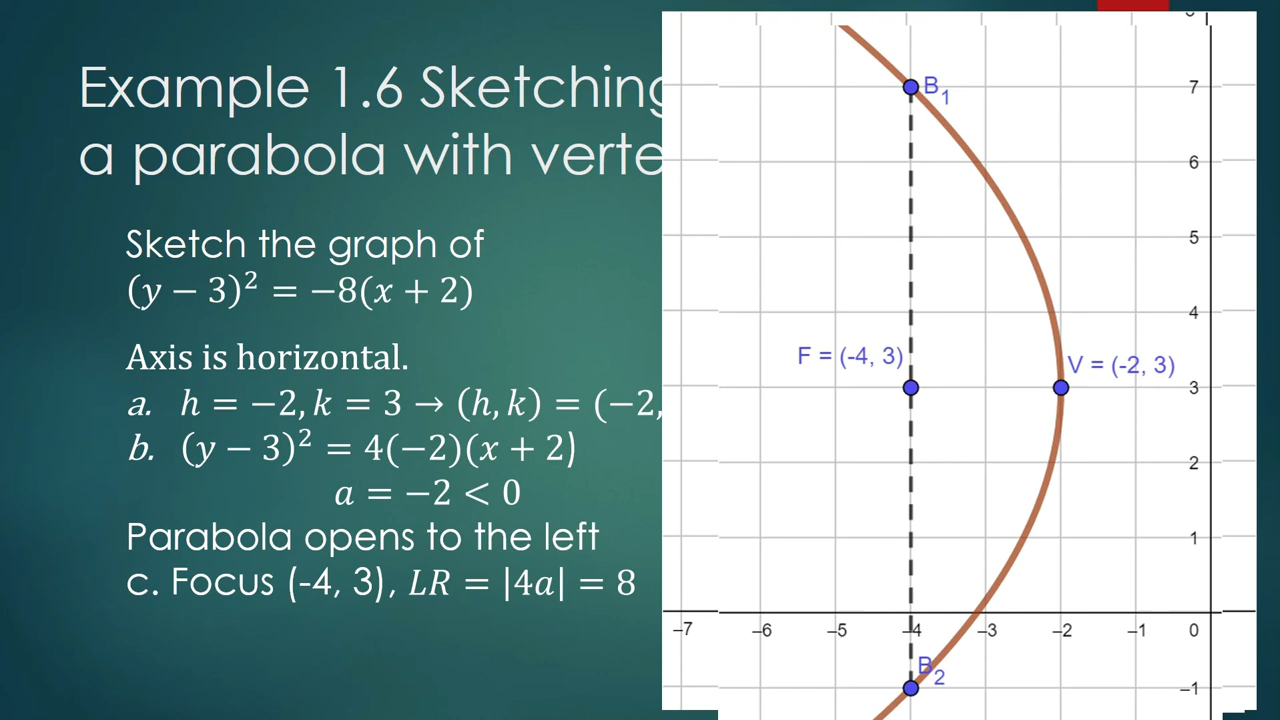 Example 1.6 Sketching
a parabola with verte
Sketch the graph of
(y − 3)² = −8(x + 2)
Axis is horizontal.
a. h = −2, k = 3 → (h, k) = (−2,
b. (y − 3)² = 4(−2)(x + 2)
a = −2 < 0
Parabola opens to the left
c. Focus (-4, 3), LR = |4a| = 8
B₁
7
6
5
4
F = (-4, 3)
V = (-2, 3)
3
2
1
–7 –6 –5 –4 –3 –2 –1 0
B₂
–1